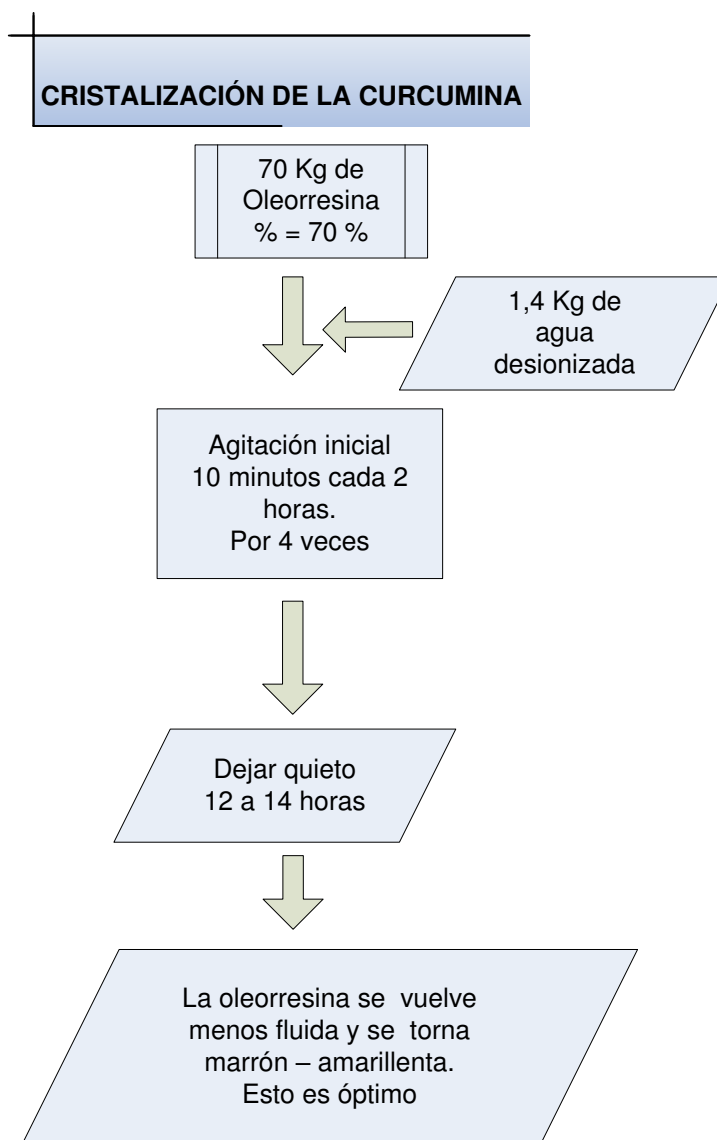 CRISTALIZACIÓN DE LA CURCUMINA
70 Kg de
Oleorresina
% = 70 %
1,4 Kg de
agua
desionizada
Agitación inicial
10 minutos cada 2
horas.
Por 4 veces
Dejar quieto
12 a 14 horas
La oleorresina se vuelve
menos fluida y se torna
marrón – amarillenta.
Esto es óptimo